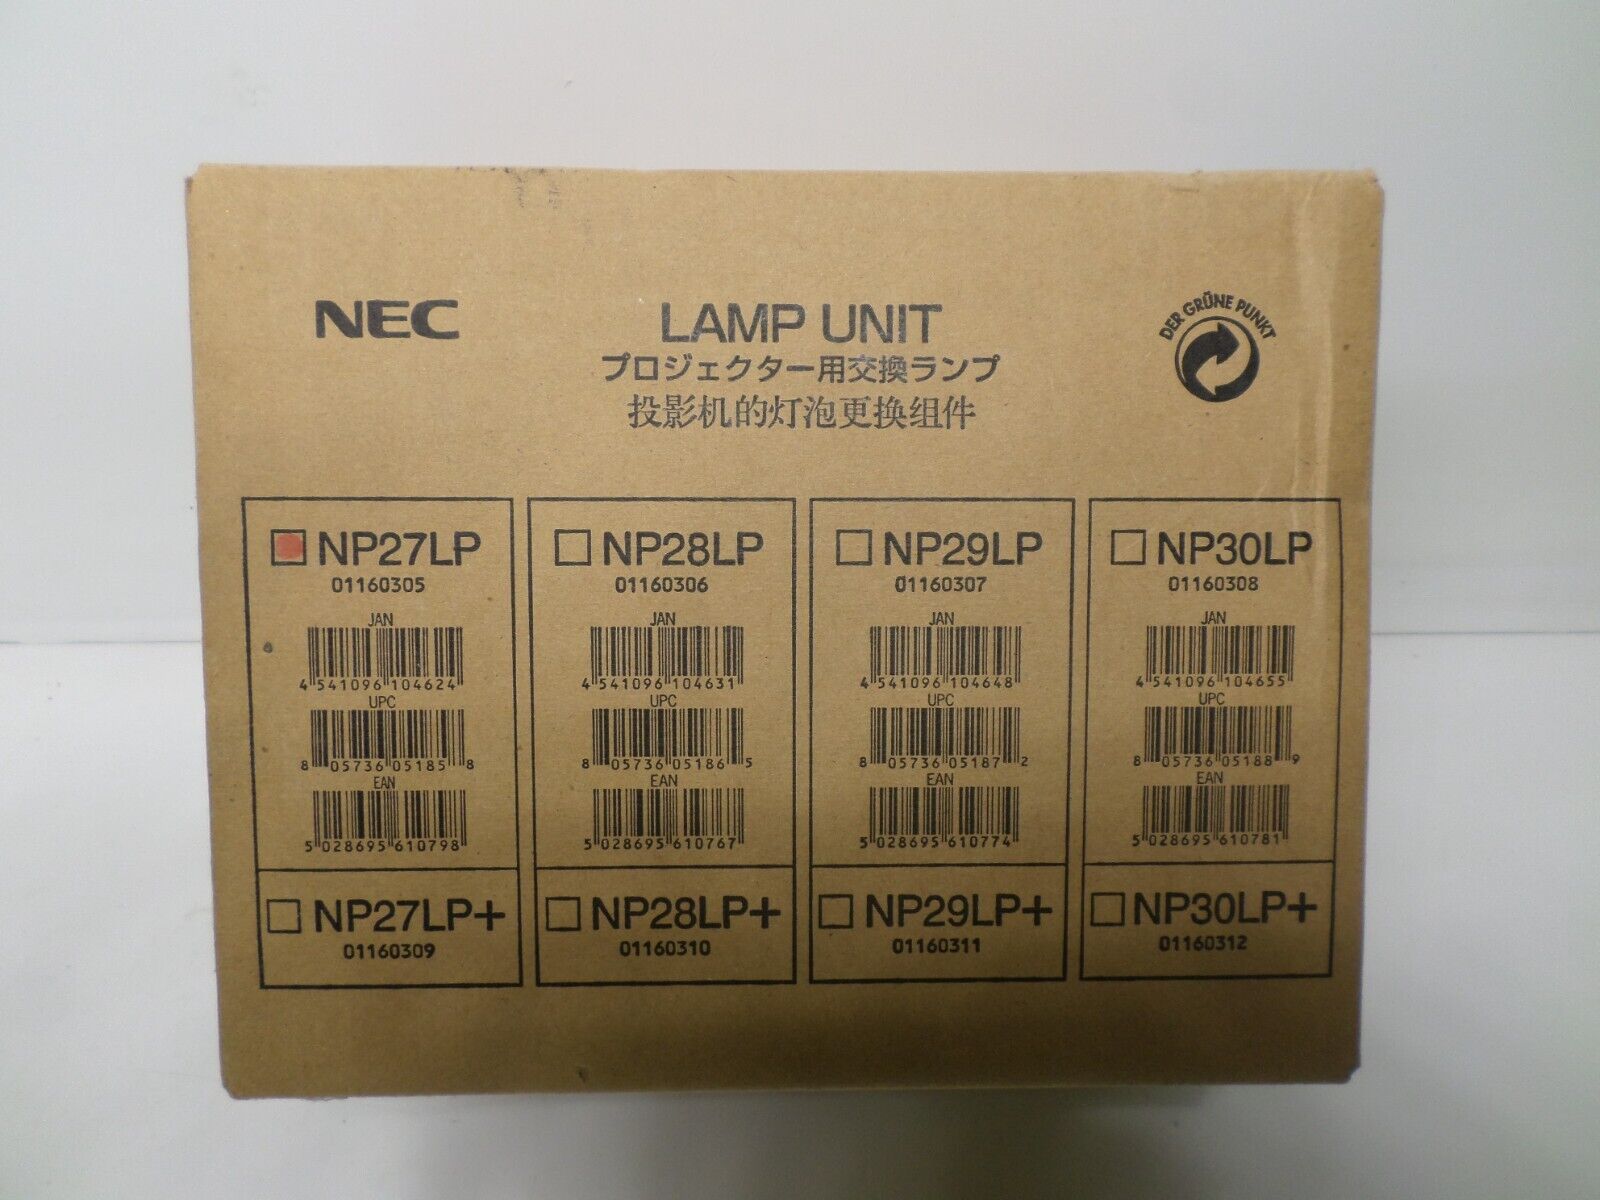 NEC
LAMP UNIT
プロジェクター用交換ランプ
投影机的灯泡更换组件
DER GRÜNE PUNKT
NP27LP
01160305
JAN
4 541096 104624
UPC
8 05736 05185 8
EAN
5 028695 610798
NP27LP+
01160309
NP28LP
01160306
JAN
4 541096 104631
UPC
8 05736 05186 5
EAN
5 028695 610767
NP28LP+
01160310
NP29LP
01160307
JAN
4 541096 104648
UPC
8 05736 05187 2
EAN
5 028695 610774
NP29LP+
01160311
NP30LP
01160308
JAN
4 541096 104655
UPC
8 05736 05188 9
EAN
5 028695 610781
NP30LP+
01160312